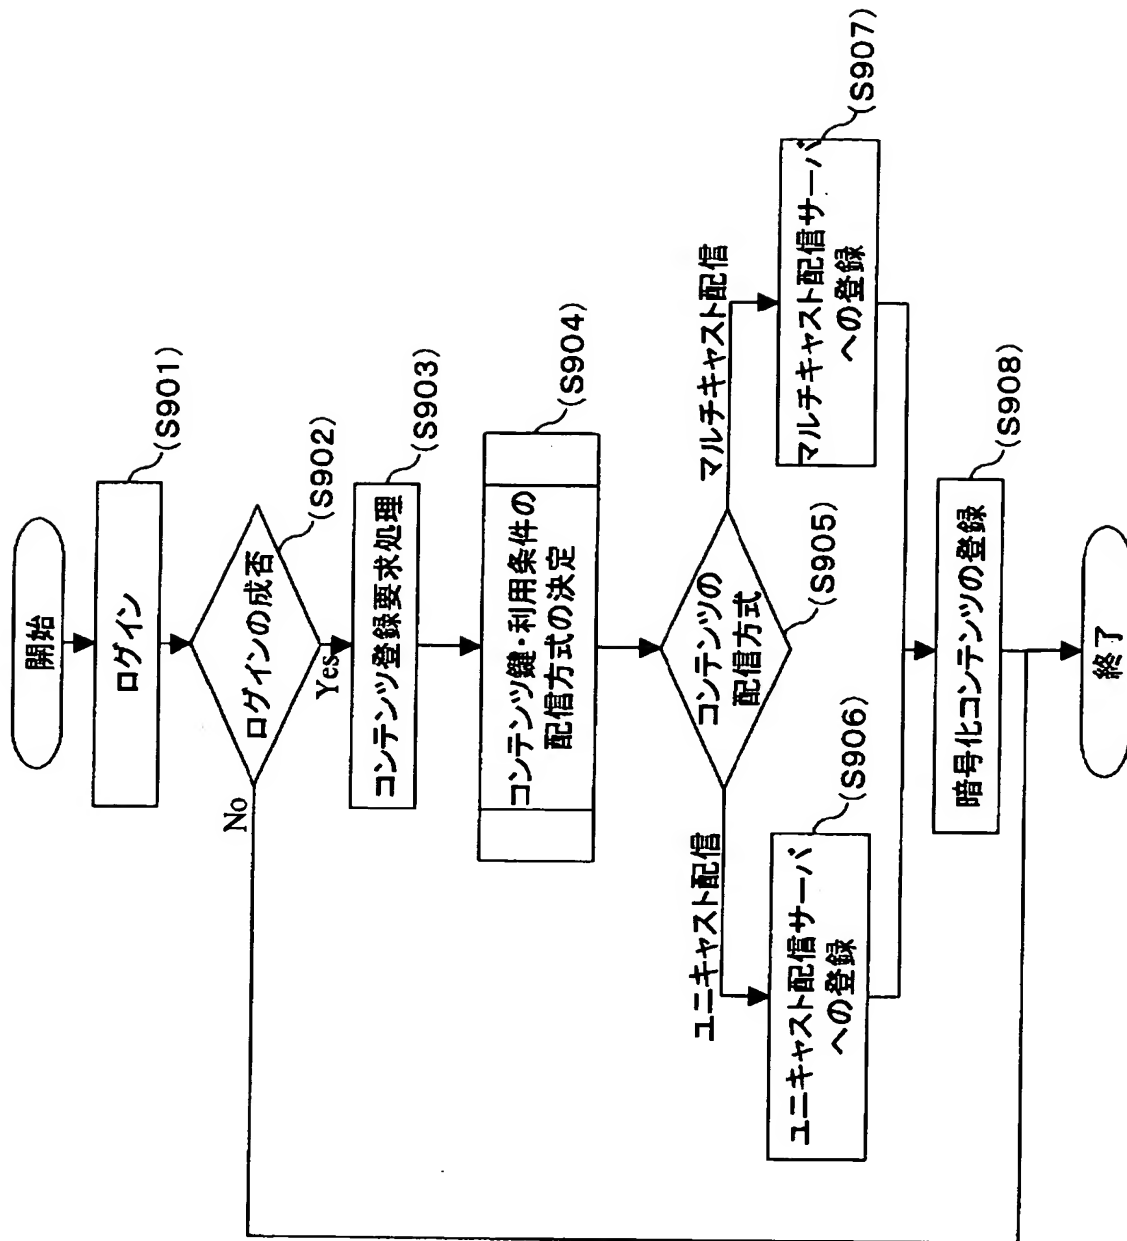 開始
ログイン
(S901)
ログインの成否
(S902)
No
Yes
コンテンツ登録要求処理
(S903)
コンテンツ鍵・利用条件の
配信方式の決定
(S904)
コンテンツの
配信方式
(S905)
ユニキャスト配信
マルチキャスト配信
ユニキャスト配信サーバ
への登録
(S906)
マルチキャスト配信サーバ
への登録
(S907)
暗号化コンテンツの登録
(S908)
終了